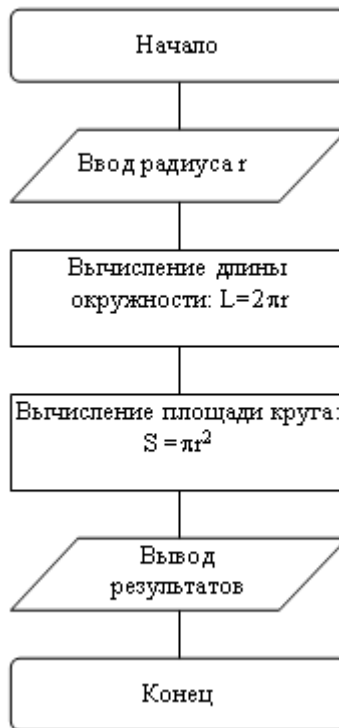 Начало
Ввод радиуса r
Вычисление длины
окружности: L=2πr
Вычисление площади круга:
S=πr²
Вывод
результатов
Конец